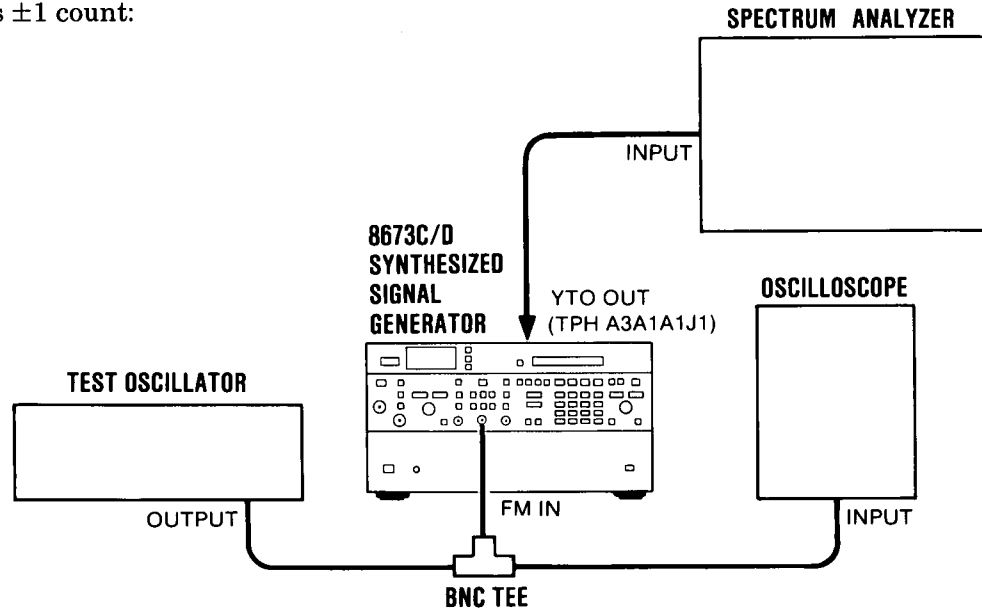 s ±1 count:
SPECTRUM ANALYZER
INPUT
8673C/D
SYNTHESIZED
SIGNAL
GENERATOR
YTO OUT
(TPH A3A1A1J1)
OSCILLOSCOPE
TEST OSCILLATOR
OUTPUT
FM IN
INPUT
BNC TEE